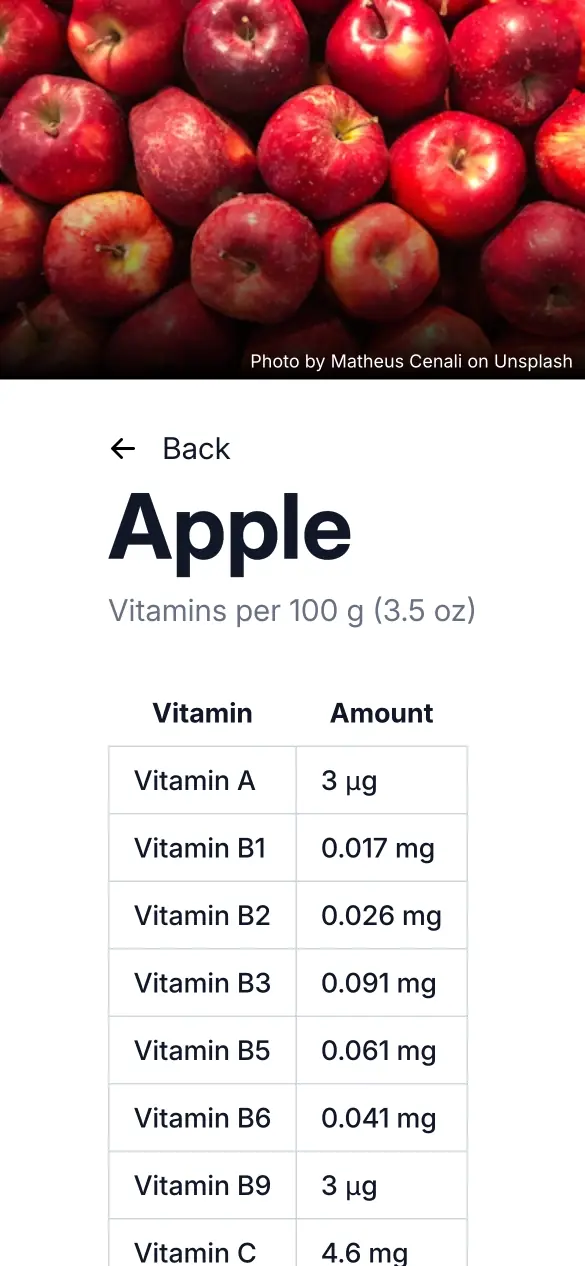 Photo by Matheus Cenali on Unsplash
Back
Apple
Vitamins per 100 g (3.5 oz)
Vitamin Amount
Vitamin A 3 μg
Vitamin B1 0.017 mg
Vitamin B2 0.026 mg
Vitamin B3 0.091 mg
Vitamin B5 0.061 mg
Vitamin B6 0.041 mg
Vitamin B9 3 μg
Vitamin C 4.6 mg